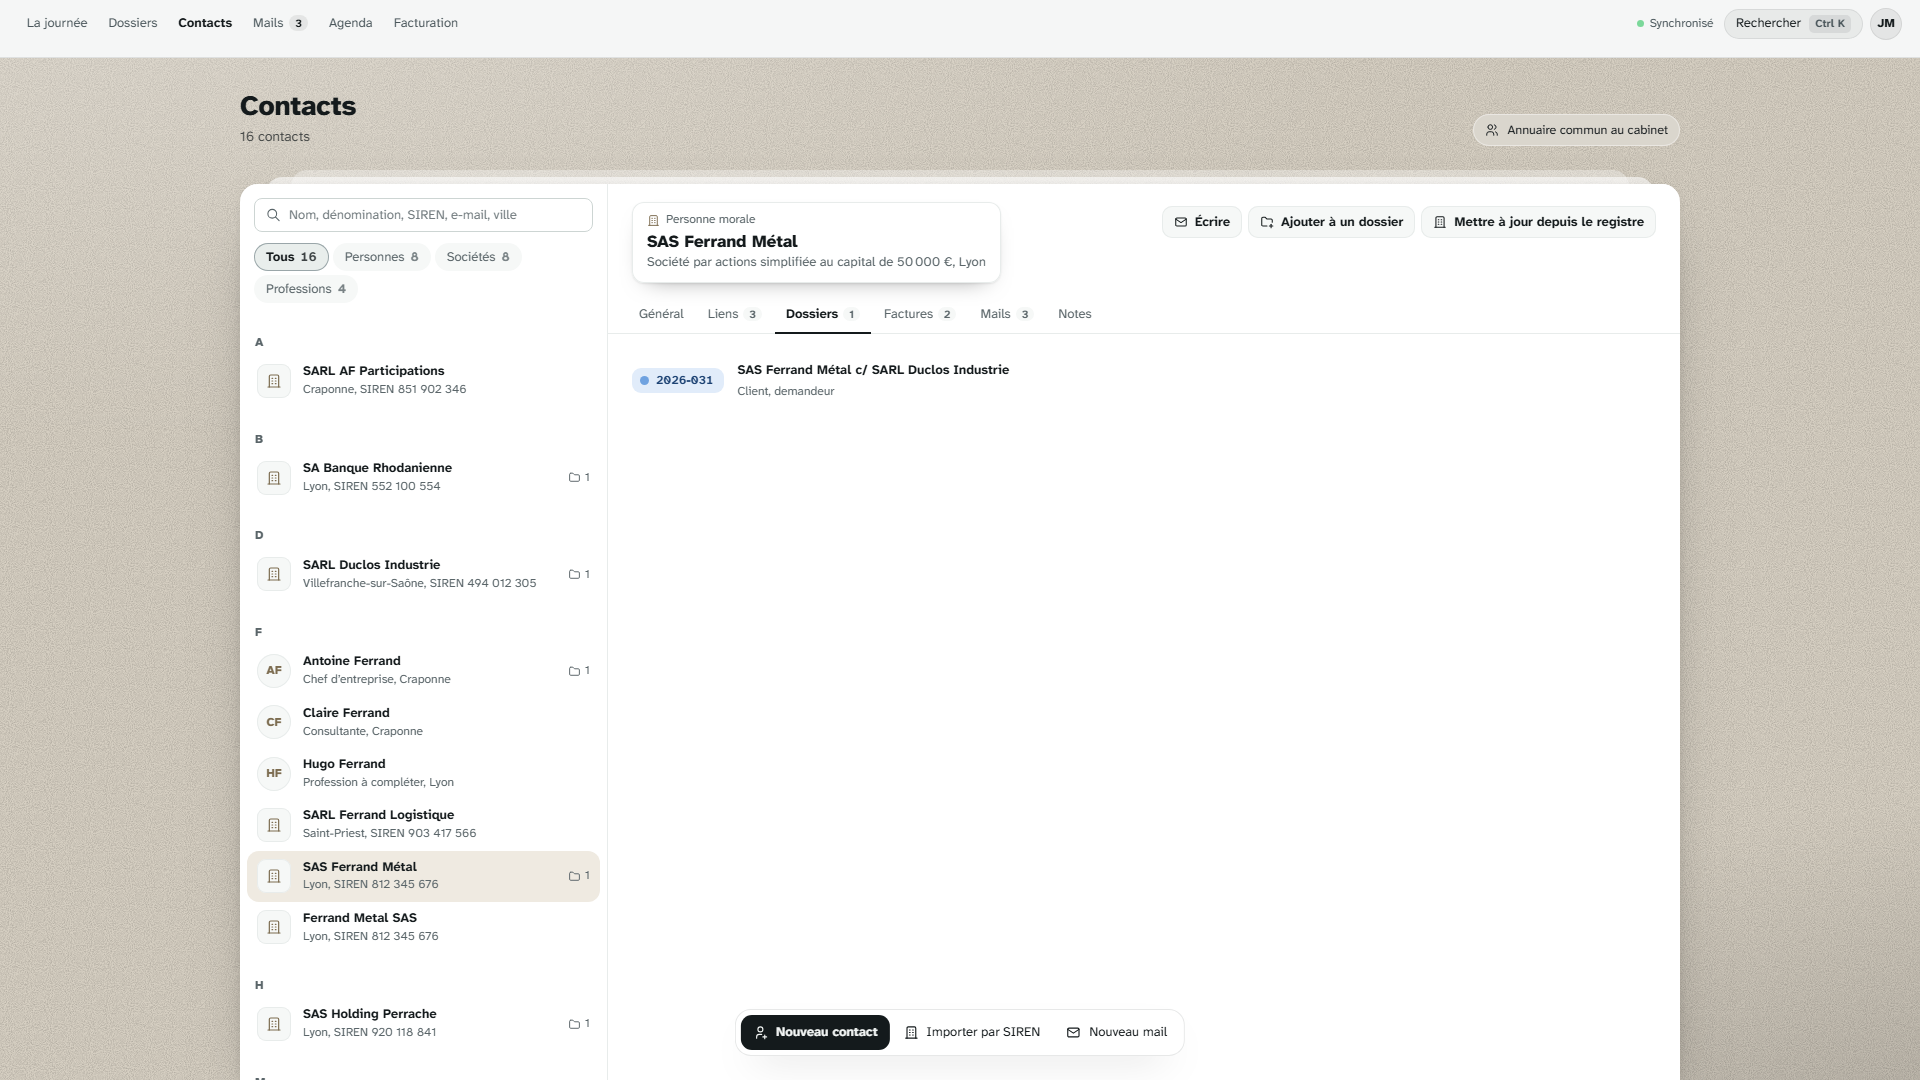 La journée
Dossiers
Contacts
Mails 3
Agenda
Facturation
Synchronisé
Rechercher Ctrl K
JM
Contacts
16 contacts
Annuaire commun au cabinet
Nom, dénomination, SIREN, e-mail, ville
Tous 16
Personnes 8
Sociétés 8
Professions 4
A
SARL AF Participations
Craponne, SIREN 851 902 346
B
SA Banque Rhodanienne
Lyon, SIREN 552 100 554
1
D
SARL Duclos Industrie
Villefranche-sur-Saône, SIREN 494 012 305
1
F
AF
Antoine Ferrand
Chef d'entreprise, Craponne
1
CF
Claire Ferrand
Consultante, Craponne
HF
Hugo Ferrand
Profession à compléter, Lyon
SARL Ferrand Logistique
Saint-Priest, SIREN 903 417 566
SAS Ferrand Métal
Lyon, SIREN 812 345 676
1
Ferrand Metal SAS
Lyon, SIREN 812 345 676
H
SAS Holding Perrache
Lyon, SIREN 920 118 841
1
Personne morale
SAS Ferrand Métal
Société par actions simplifiée au capital de 50 000 €, Lyon
Écrire
Ajouter à un dossier
Mettre à jour depuis le registre
Général
Liens 3
Dossiers 1
Factures 2
Mails 3
Notes
2026-031
SAS Ferrand Métal c/ SARL Duclos Industrie
Client, demandeur
Nouveau contact
Importer par SIREN
Nouveau mail